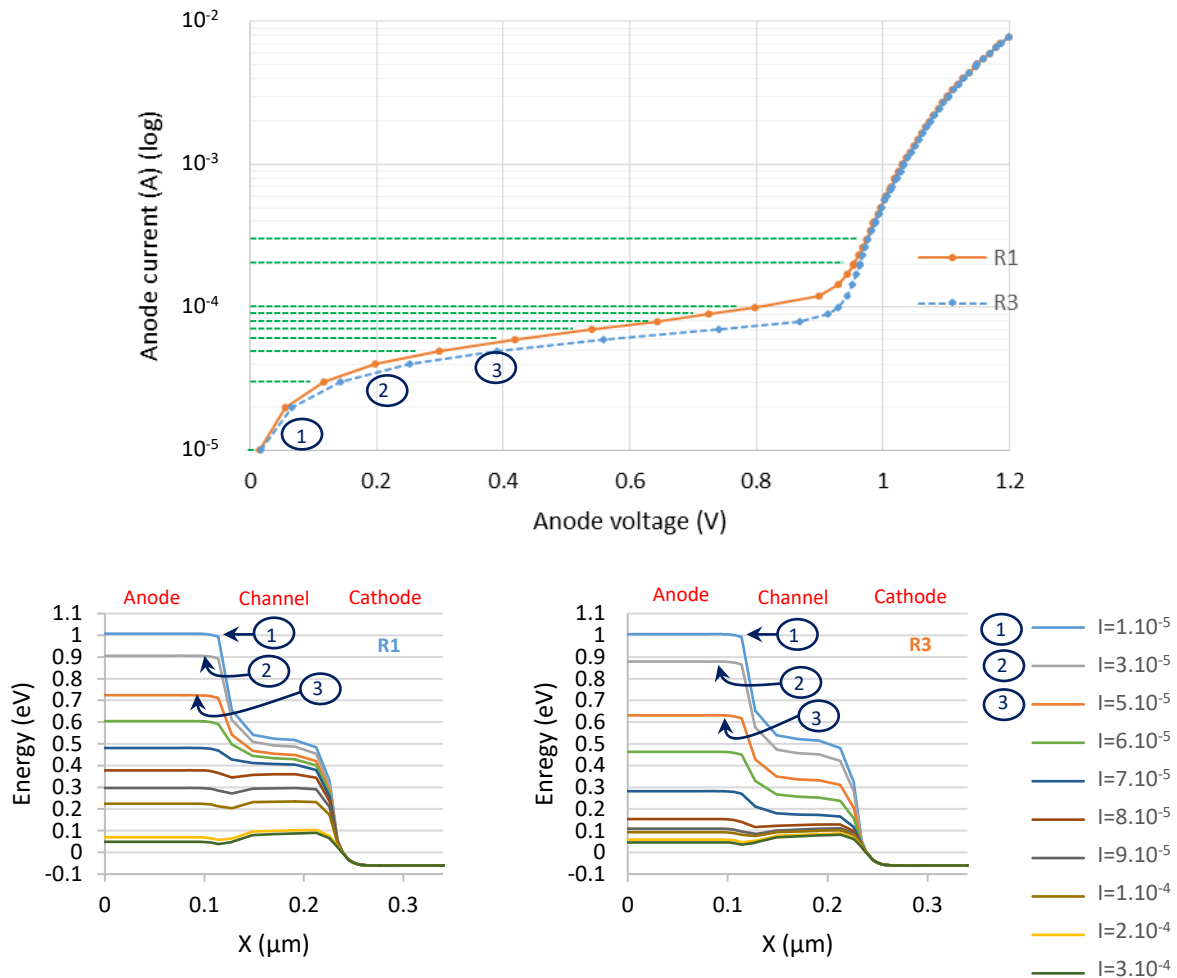 10-2
10-3
10-4
10-5
Anode current (A) (log)
R1
R3
1
2
3
0 0.2 0.4 0.6 0.8 1 1.2
Anode voltage (V)
Anode Channel Cathode
1.1
1
0.9
0.8
0.7
0.6
0.5
0.4
0.3
0.2
0.1
0
-0.1
Energy (eV)
R1
1
2
3
0 0.1 0.2 0.3
X (µm)
Anode Channel Cathode
1.1
1
0.9
0.8
0.7
0.6
0.5
0.4
0.3
0.2
0.1
0
-0.1
Enregy (eV)
R3
1
2
3
0 0.1 0.2 0.3
X (µm)
1 I=1.10-5
2 I=3.10-5
3 I=5.10-5
I=6.10-5
I=7.10-5
I=8.10-5
I=9.10-5
I=1.10-4
I=2.10-4
I=3.10-4